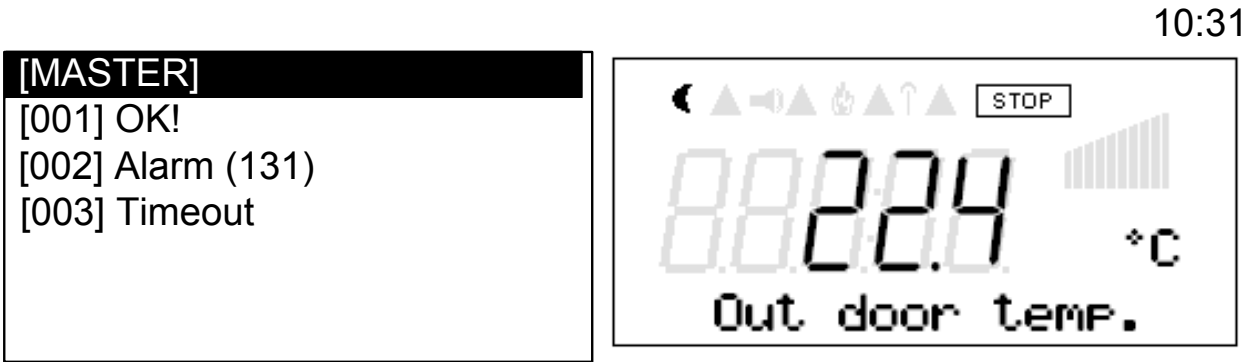 10:31
[MASTER]
[001] OK!
[002] Alarm (131)
[003] Timeout
STOP
22.4
°C
Out door temp.